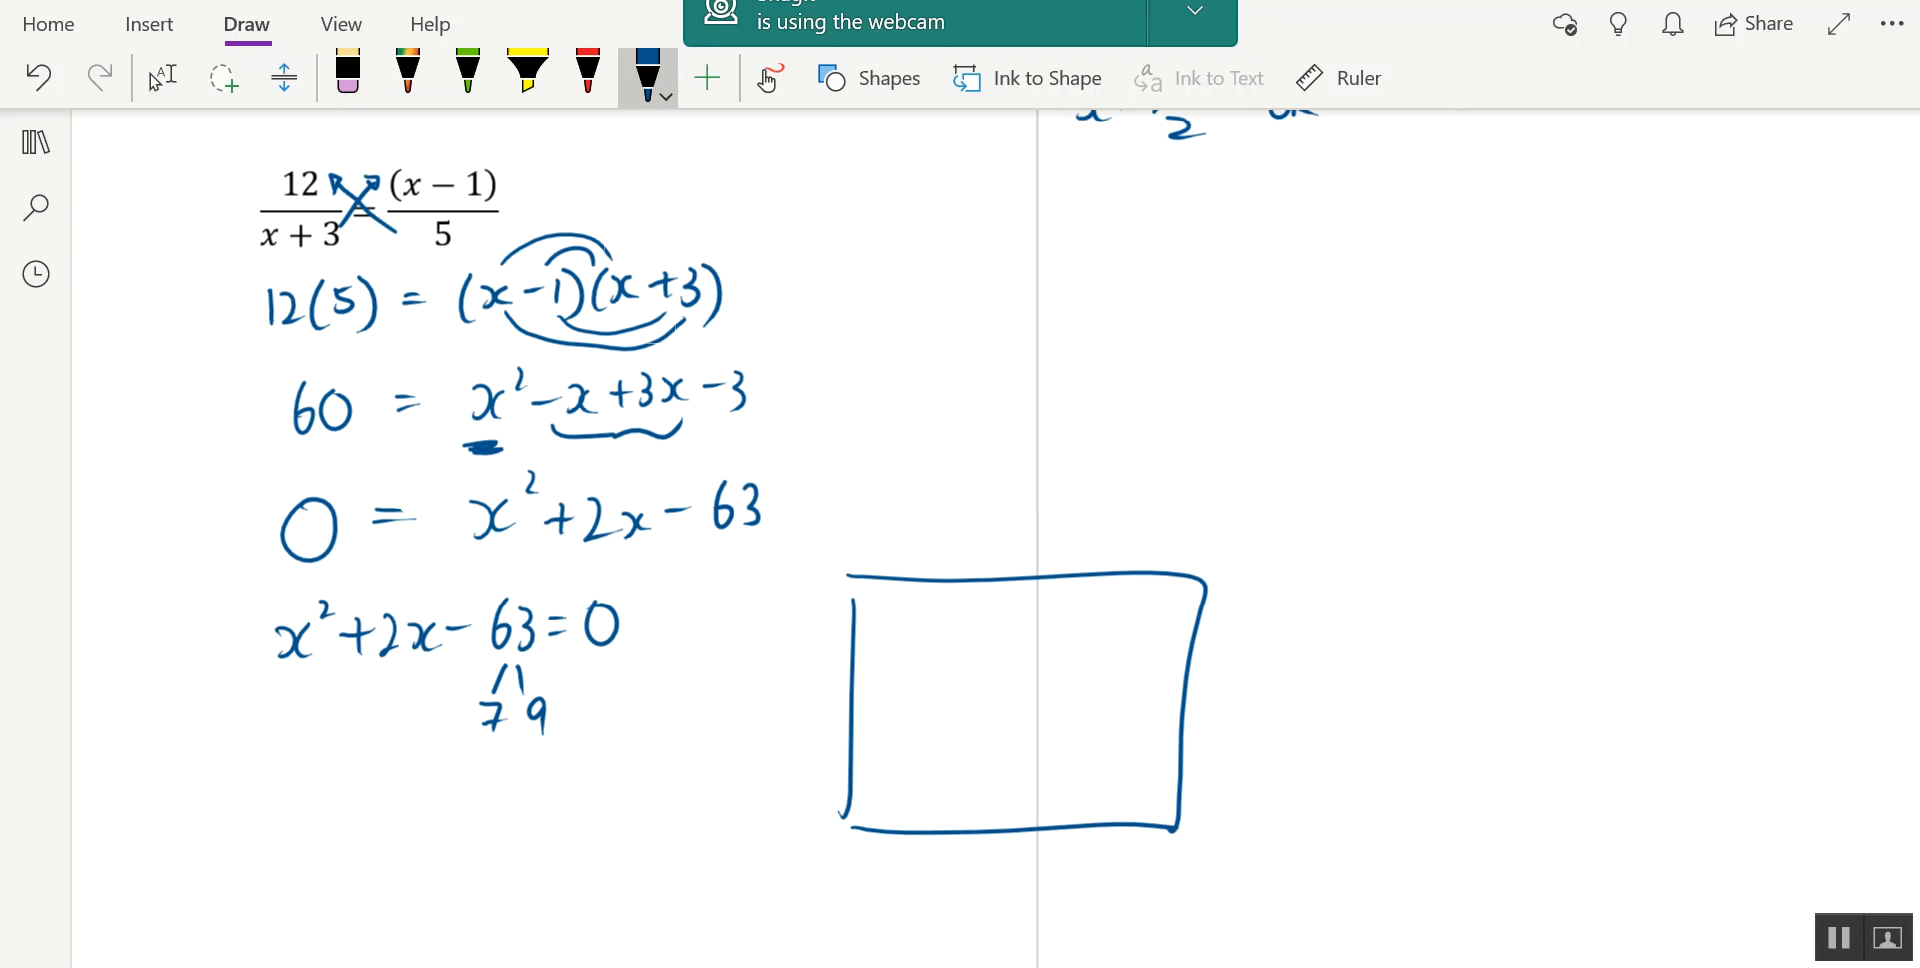 Home Insert Draw View Help
is using the webcam
Share
Shapes Ink to Shape Ink to Text Ruler
12/(x + 3) = (x − 1)/5
12(5) = (x −1)(x +3)
60 = x² −x +3x −3
0 = x² +2x − 63
x² +2x − 63 = 0
7 9
2